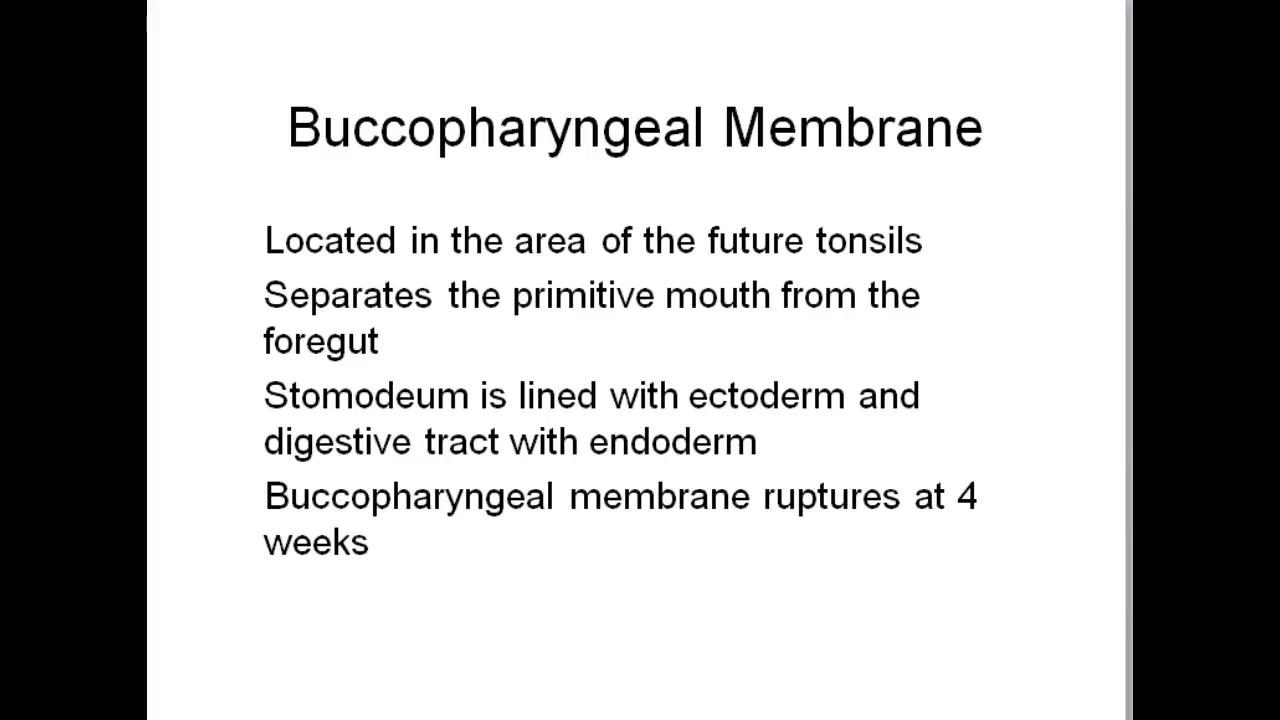 Buccopharyngeal Membrane
Located in the area of the future tonsils
Separates the primitive mouth from the
foregut
Stomodeum is lined with ectoderm and
digestive tract with endoderm
Buccopharyngeal membrane ruptures at 4
weeks